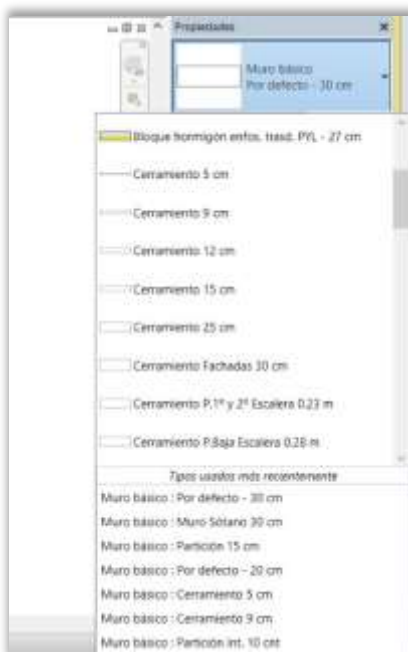 Propiedades
Muro básico
Por defecto - 30 cm
Bloque hormigón enfos. trasd. PYL - 27 cm
Cerramiento 5 cm
Cerramiento 9 cm
Cerramiento 12 cm
Cerramiento 15 cm
Cerramiento 25 cm
Cerramiento Fachadas 30 cm
Cerramiento P.1ª y 2ª Escalera 0.23 m
Cerramiento P.Baja Escalera 0.28 m
Tipos usados más recientemente
Muro básico : Por defecto - 30 cm
Muro básico : Muro Sótano 30 cm
Muro básico : Partición 15 cm
Muro básico : Por defecto - 20 cm
Muro básico : Cerramiento 5 cm
Muro básico : Cerramiento 9 cm
Muro básico : Partición Int. 10 cnt